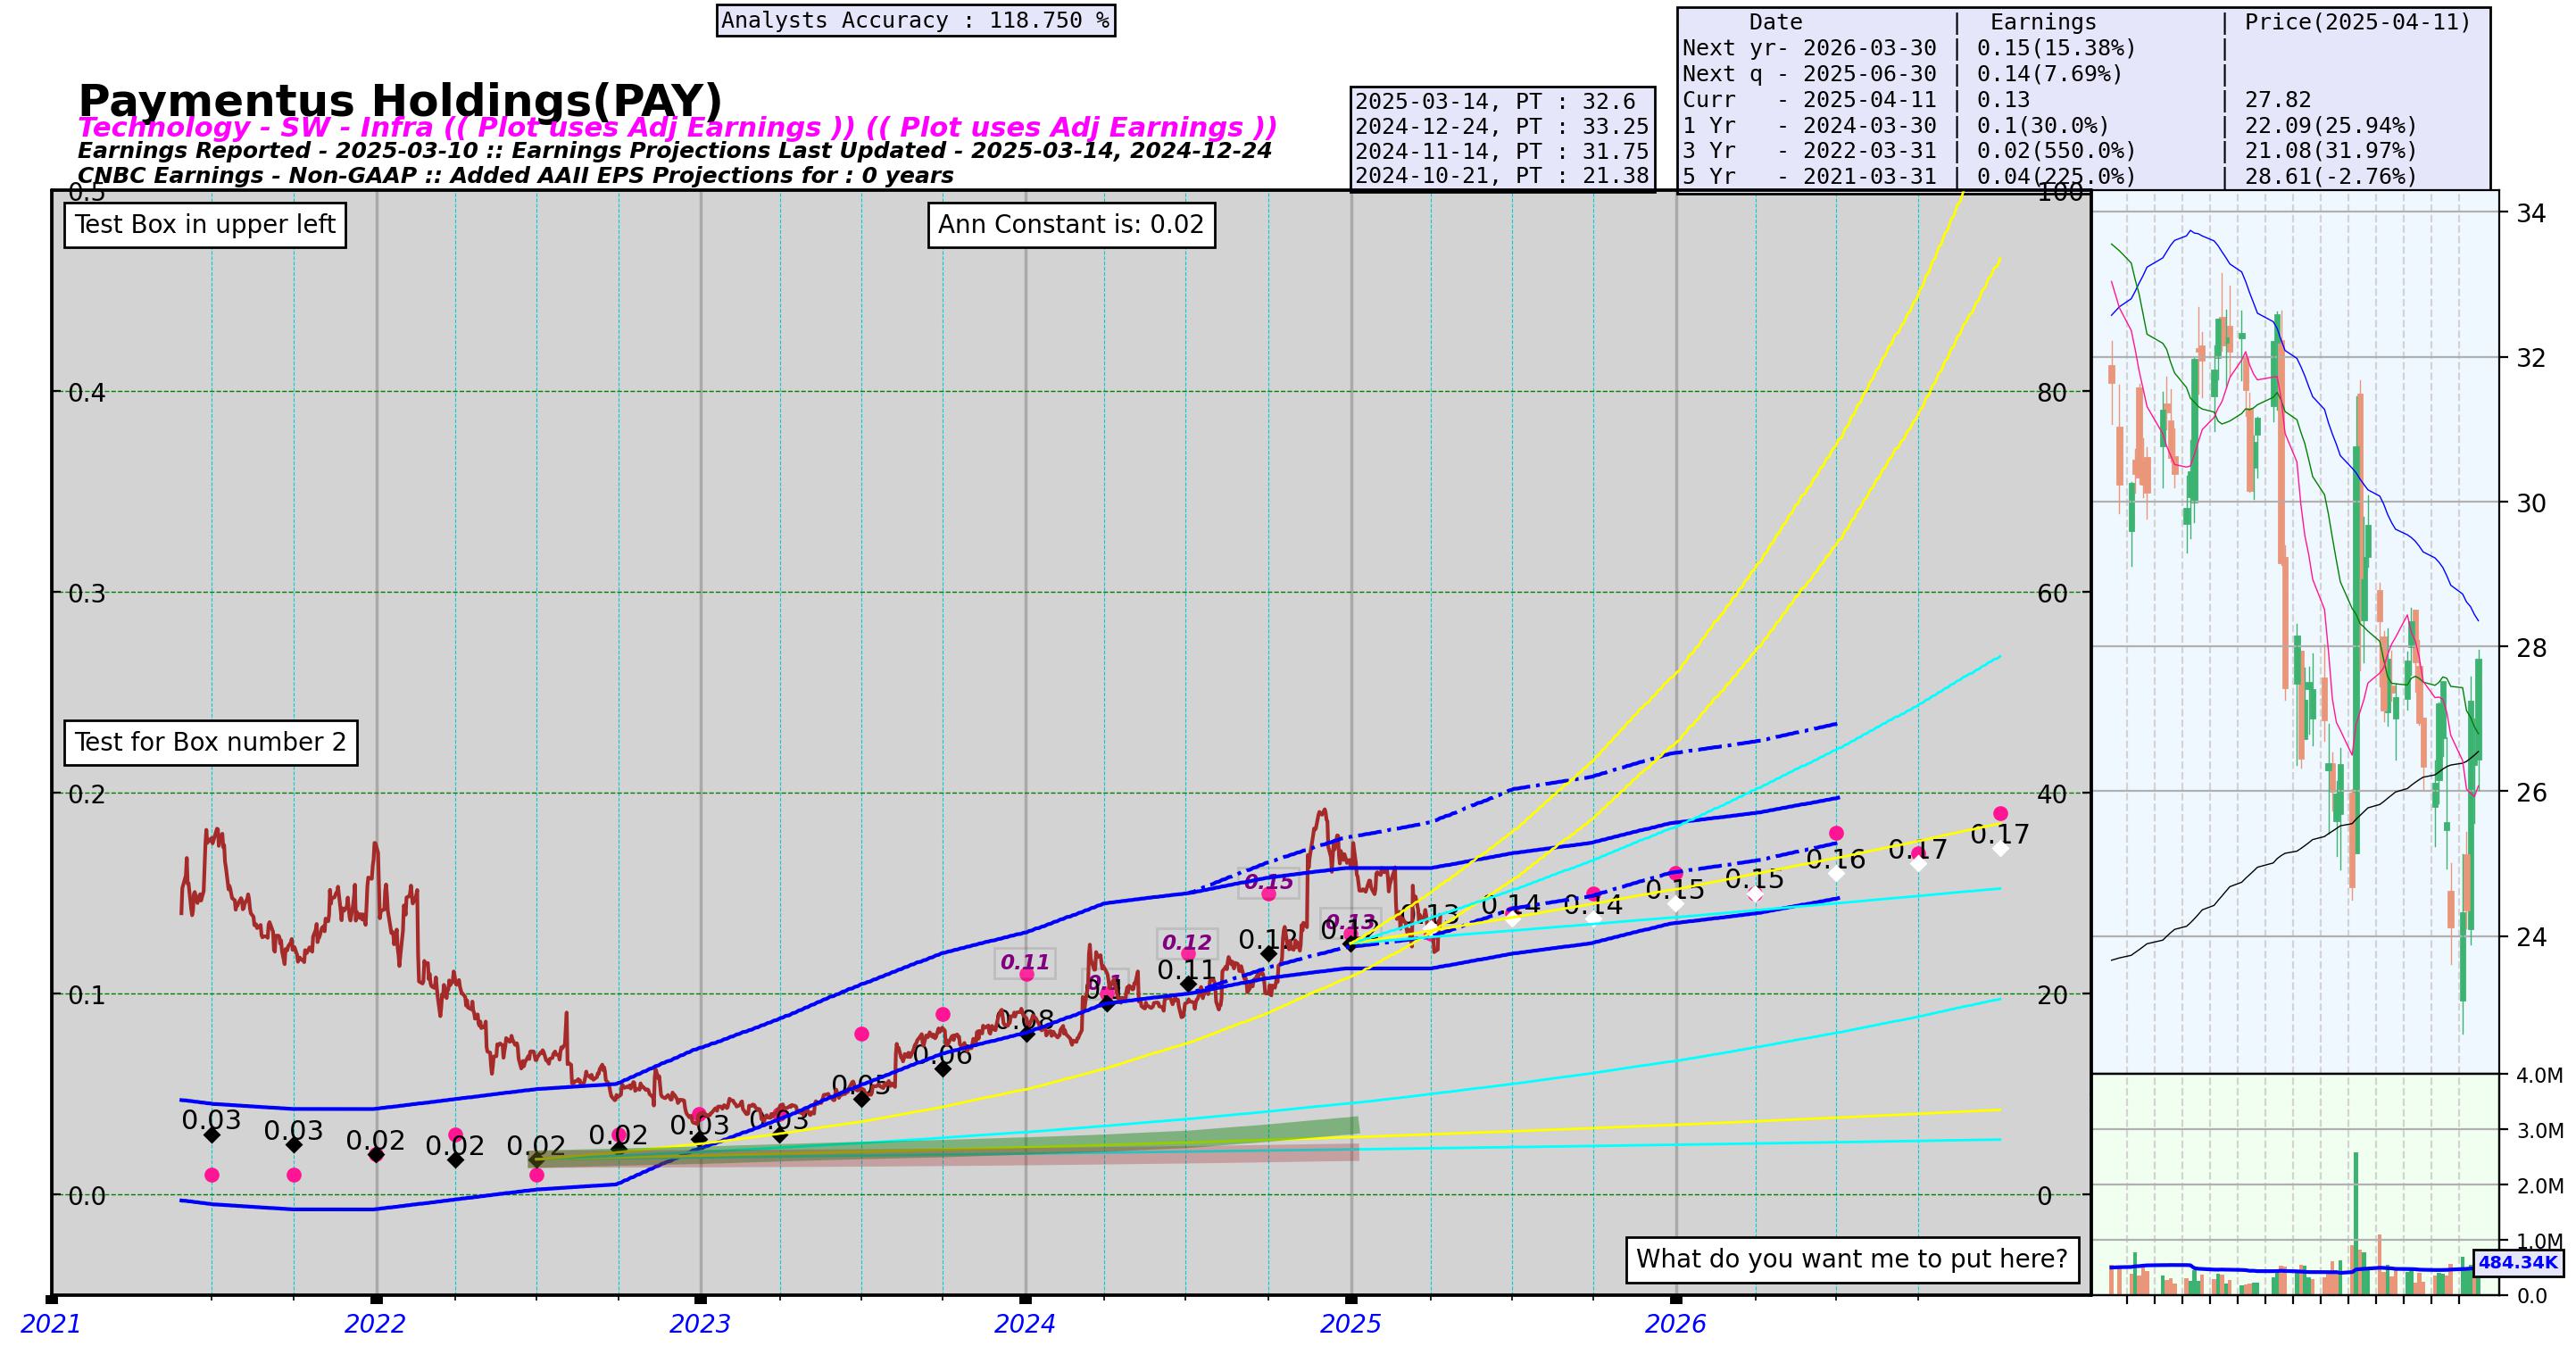 Analysts Accuracy : 118.750 %
Date | Earnings | Price(2025-04-11)
Next yr- 2026-03-30 | 0.15(15.38%) |
Next q - 2025-06-30 | 0.14(7.69%) |
Curr - 2025-04-11 | 0.13 | 27.82
1 Yr - 2024-03-30 | 0.1(30.0%) | 22.09(25.94%)
3 Yr - 2022-03-31 | 0.02(550.0%) | 21.08(31.97%)
5 Yr - 2021-03-31 | 0.04(225.0%) | 28.61(-2.76%)
Paymentus Holdings(PAY)
Technology - SW - Infra (( Plot uses Adj Earnings )) (( Plot uses Adj Earnings ))
Earnings Reported - 2025-03-10 :: Earnings Projections Last Updated - 2025-03-14, 2024-12-24
CNBC Earnings - Non-GAAP :: Added AAII EPS Projections for : 0 years
2025-03-14, PT : 32.6
2024-12-24, PT : 33.25
2024-11-14, PT : 31.75
2024-10-21, PT : 21.38
Test Box in upper left
Ann Constant is: 0.02
Test for Box number 2
What do you want me to put here?
0.5
0.4
0.3
0.2
0.1
0.0
100
80
60
40
20
0
0.03
0.03
0.02
0.02
0.02
0.02
0.03
0.03
0.05
0.06
0.08
0.1
0.11
0.12
0.12
0.13
0.14
0.14
0.15
0.15
0.16
0.17
0.17
0.11
0.1
0.12
0.15
0.13
34
32
30
28
26
24
4.0M
3.0M
2.0M
1.0M
484.34K
0.0
2021
2022
2023
2024
2025
2026